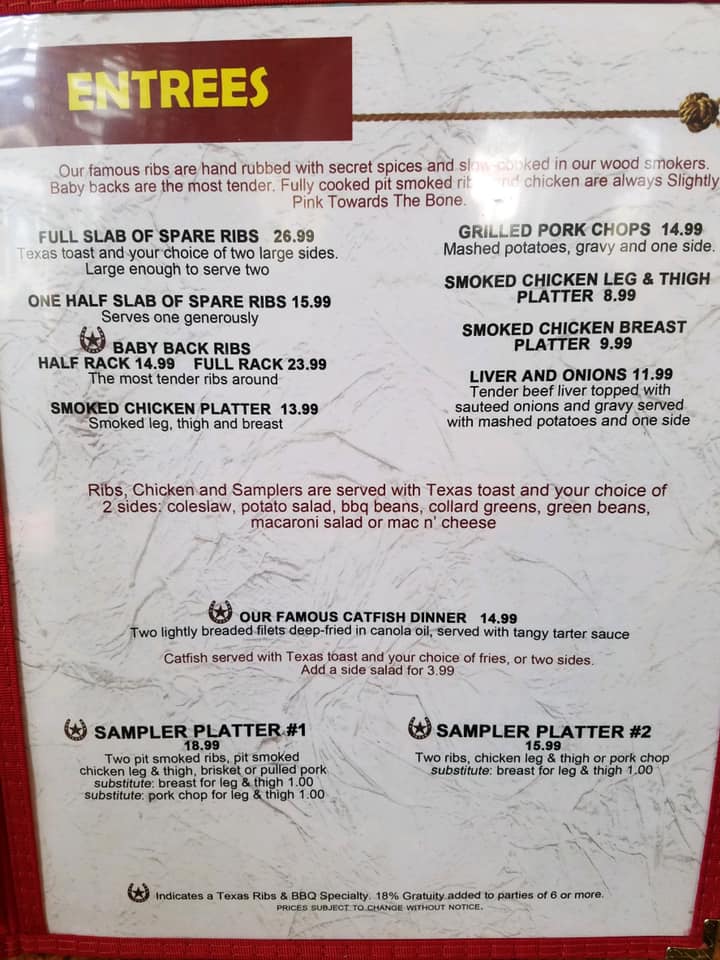 ENTREES
Our famous ribs are hand rubbed with secret spices and slow cooked in our wood smokers.
Baby backs are the most tender. Fully cooked pit smoked ribs and chicken are always Slightly
Pink Towards The Bone.
FULL SLAB OF SPARE RIBS 26.99
Texas toast and your choice of two large sides.
Large enough to serve two
ONE HALF SLAB OF SPARE RIBS 15.99
Serves one generously
BABY BACK RIBS
HALF RACK 14.99 FULL RACK 23.99
The most tender ribs around
SMOKED CHICKEN PLATTER 13.99
Smoked leg, thigh and breast
GRILLED PORK CHOPS 14.99
Mashed potatoes, gravy and one side.
SMOKED CHICKEN LEG & THIGH
PLATTER 8.99
SMOKED CHICKEN BREAST
PLATTER 9.99
LIVER AND ONIONS 11.99
Tender beef liver topped with
sauteed onions and gravy served
with mashed potatoes and one side
Ribs, Chicken and Samplers are served with Texas toast and your choice of
2 sides: coleslaw, potato salad, bbq beans, collard greens, green beans,
macaroni salad or mac n' cheese
OUR FAMOUS CATFISH DINNER 14.99
Two lightly breaded filets deep-fried in canola oil, served with tangy tarter sauce
Catfish served with Texas toast and your choice of fries, or two sides.
Add a side salad for 3.99
SAMPLER PLATTER #1
18.99
Two pit smoked ribs, pit smoked
chicken leg & thigh, brisket or pulled pork
substitute: breast for leg & thigh 1.00
substitute: pork chop for leg & thigh 1.00
SAMPLER PLATTER #2
15.99
Two ribs, chicken leg & thigh or pork chop
substitute: breast for leg & thigh 1.00
Indicates a Texas Ribs & BBQ Specialty. 18% Gratuity added to parties of 6 or more.
PRICES SUBJECT TO CHANGE WITHOUT NOTICE.